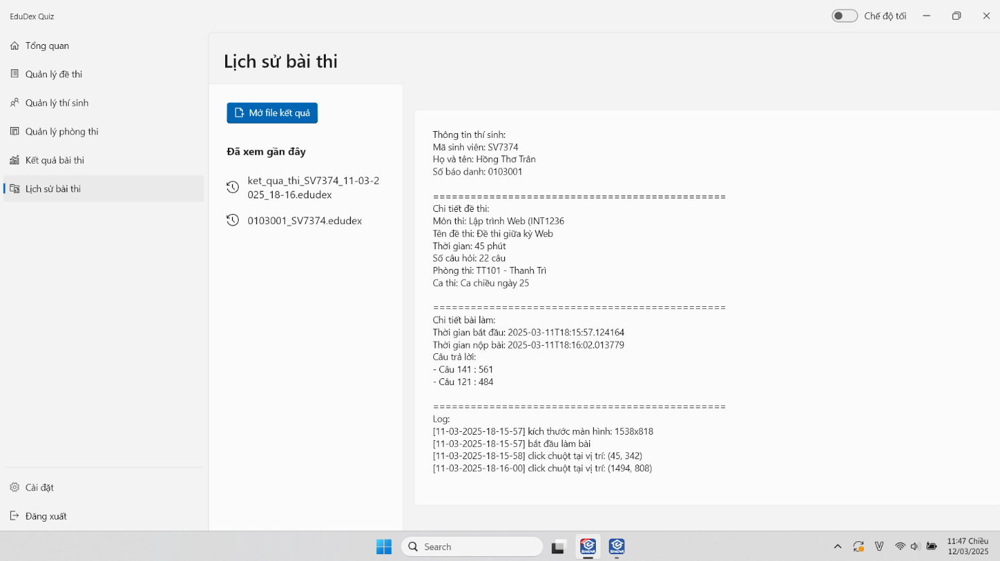 EduDex Quiz
Chế độ tối
Tổng quan
Quản lý đề thi
Quản lý thí sinh
Quản lý phòng thi
Kết quả bài thi
Lịch sử bài thi
Cài đặt
Đăng xuất
Lịch sử bài thi
Mở file kết quả
Đã xem gần đây
ket_qua_thi_SV7374_11-03-2
025_18-16.edudex
0103001_SV7374.edudex
Thông tin thí sinh:
Mã sinh viên: SV7374
Họ và tên: Hồng Thơ Trân
Số báo danh: 0103001
===============================================
Chi tiết đề thi:
Môn thi: Lập trình Web (INT1236
Tên đề thi: Đề thi giữa kỳ Web
Thời gian: 45 phút
Số câu hỏi: 22 câu
Phòng thi: TT101 - Thanh Trì
Ca thi: Ca chiều ngày 25
===============================================
Chi tiết bài làm:
Thời gian bắt đầu: 2025-03-11T18:15:57.124164
Thời gian nộp bài: 2025-03-11T18:16:02.013779
Câu trả lời:
- Câu 141 : 561
- Câu 121 : 484
===============================================
Log:
[11-03-2025-18-15-57] kích thước màn hình: 1538x818
[11-03-2025-18-15-57] bắt đầu làm bài
[11-03-2025-18-15-58] click chuột tại vị trí: (45, 342)
[11-03-2025-18-16-00] click chuột tại vị trí: (1494, 808)
Search
V
11:47 Chiều
12/03/2025